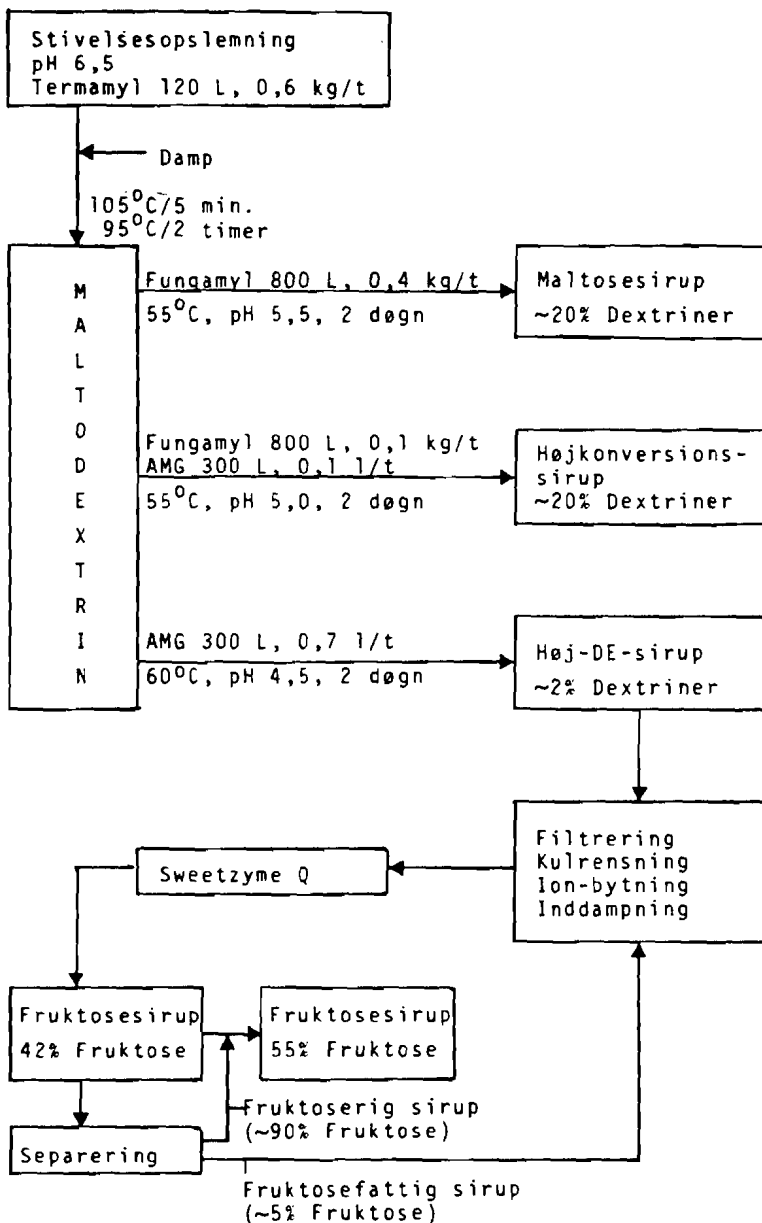 Stivelsesopslemning
pH 6,5
Termamyl 120 L, 0,6 kg/t
Damp
105°C/5 min.
95°C/2 timer
MALTODEXTRIN
Fungamyl 800 L, 0,4 kg/t
55°C, pH 5,5, 2 døgn
Maltosesirup
~20% Dextriner
Fungamyl 800 L, 0,1 kg/t
AMG 300 L, 0,1 l/t
55°C, pH 5,0, 2 døgn
Højkonversions-
sirup
~20% Dextriner
AMG 300 L, 0,7 l/t
60°C, pH 4,5, 2 døgn
Høj-DE-sirup
~2% Dextriner
Filtrering
Kulrensning
Ion-bytning
Inddampning
Sweetzyme Q
Fruktosesirup
42% Fruktose
Fruktosesirup
55% Fruktose
Fruktoserig sirup
(~90% Fruktose)
Separering
Fruktosefattig sirup
(~5% Fruktose)